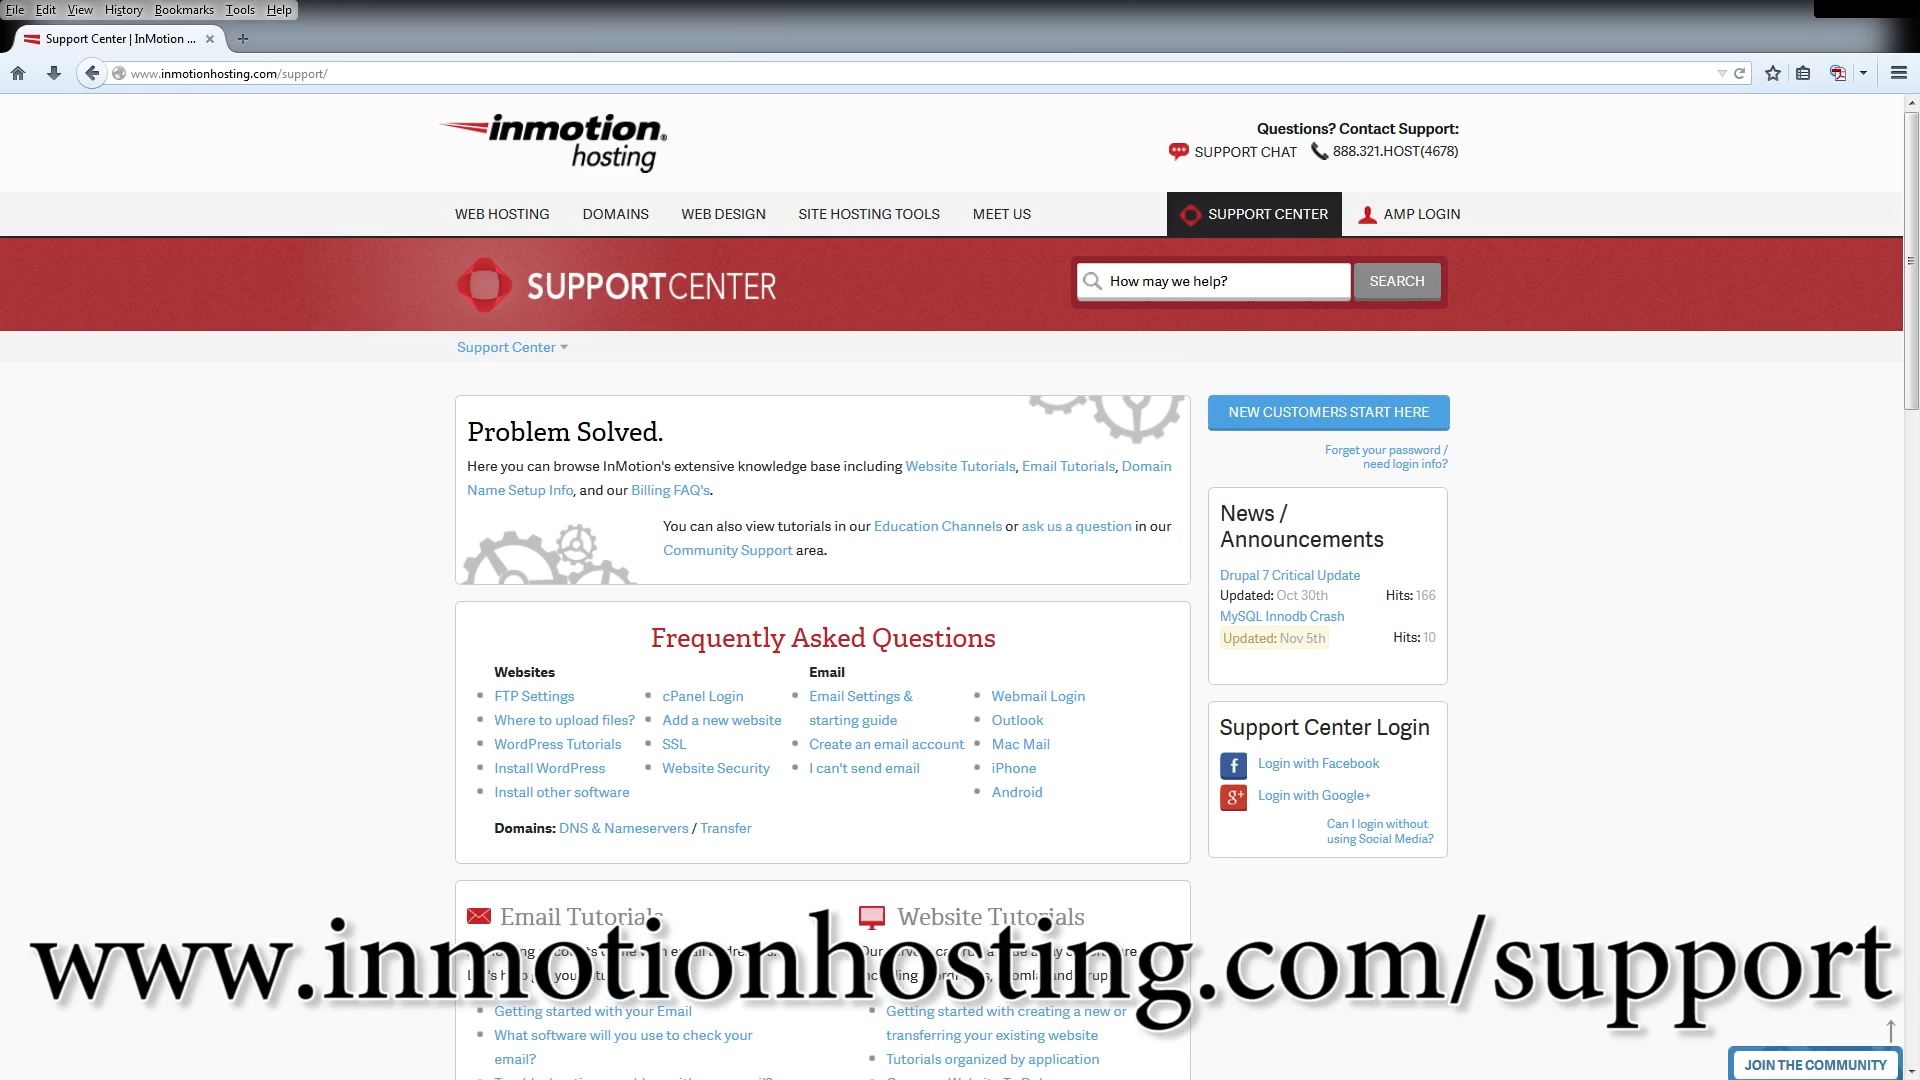 File Edit View History Bookmarks Tools Help
Support Center | InMotion ...
www.inmotionhosting.com/support/
inmotion®
hosting
Questions? Contact Support:
SUPPORT CHAT 888.321.HOST(4678)
WEB HOSTING DOMAINS WEB DESIGN SITE HOSTING TOOLS MEET US SUPPORT CENTER AMP LOGIN
SUPPORTCENTER
How may we help? SEARCH
Support Center
Problem Solved.
Here you can browse InMotion's extensive knowledge base including Website Tutorials, Email Tutorials, Domain
Name Setup Info, and our Billing FAQ's.
You can also view tutorials in our Education Channels or ask us a question in our
Community Support area.
NEW CUSTOMERS START HERE
Forget your password /
need login info?
News /
Announcements
Drupal 7 Critical Update
Updated: Oct 30th Hits: 166
MySQL Innodb Crash
Updated: Nov 5th Hits: 10
Frequently Asked Questions
Websites
FTP Settings
Where to upload files?
WordPress Tutorials
Install WordPress
Install other software
cPanel Login
Add a new website
SSL
Website Security
Email
Email Settings &
starting guide
Create an email account
I can't send email
Webmail Login
Outlook
Mac Mail
iPhone
Android
Domains: DNS & Nameservers / Transfer
Support Center Login
Login with Facebook
g+ Login with Google+
Can I login without
using Social Media?
Email Tutorials
Getting started with your Email
What software will you use to check your
email?
Website Tutorials
Getting started with creating a new or
transferring your existing website
Tutorials organized by application
www.inmotionhosting.com/support
JOIN THE COMMUNITY